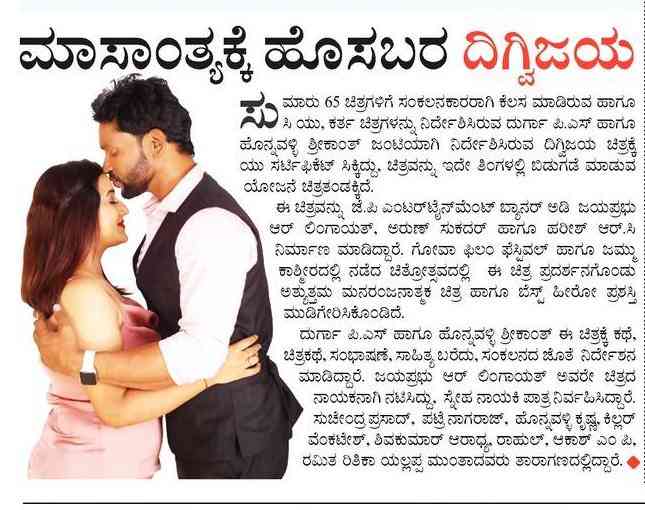 ಮಾಸಾಂತ್ಯಕ್ಕೆ ಹೊಸಬರ ದಿಗ್ವಿಜಯ
ಸುಮಾರು 65 ಚಿತ್ರಗಳಿಗೆ ಸಂಕಲನಕಾರರಾಗಿ ಕೆಲಸ ಮಾಡಿರುವ ಹಾಗೂ
ಸಿ ಯು, ಕರ್ತ ಚಿತ್ರಗಳನ್ನು ನಿರ್ದೇಶಿಸಿರುವ ದುರ್ಗಾ ಪಿ.ಎಸ್ ಹಾಗೂ
ಹೊನ್ನವಳ್ಳಿ ಶ್ರೀಕಾಂತ್ ಜಂಟಿಯಾಗಿ ನಿರ್ದೇಶಿಸಿರುವ ದಿಗ್ವಿಜಯ ಚಿತ್ರಕ್ಕೆ
ಯು ಸರ್ಟಿಫಿಕೆಟ್ ಸಿಕ್ಕಿದ್ದು, ಚಿತ್ರವನ್ನು ಇದೇ ತಿಂಗಳಲ್ಲಿ ಬಿಡುಗಡೆ ಮಾಡುವ
ಯೋಜನೆ ಚಿತ್ರತಂಡಕ್ಕಿದೆ.
ಈ ಚಿತ್ರವನ್ನು ಜೆ.ಪಿ ಎಂಟರ್‌ಟೈನ್‌ಮೆಂಟ್ ಬ್ಯಾನರ್ ಅಡಿ ಜಯಪ್ರಭು
ಆರ್ ಲಿಂಗಾಯತ್, ಅರುಣ್ ಸುಕದರ್ ಹಾಗೂ ಹರೀಶ್ ಆರ್.ಸಿ
ನಿರ್ಮಾಣ ಮಾಡಿದ್ದಾರೆ. ಗೋವಾ ಫಿಲಂ ಫೆಸ್ಟಿವಲ್ ಹಾಗೂ ಜಮ್ಮು
ಕಾಶ್ಮೀರದಲ್ಲಿ ನಡೆದ ಚಿತ್ರೋತ್ಸವದಲ್ಲಿ ಈ ಚಿತ್ರ ಪ್ರದರ್ಶನಗೊಂಡು
ಅತ್ಯುತ್ತಮ ಮನರಂಜನಾತ್ಮಕ ಚಿತ್ರ ಹಾಗೂ ಬೆಸ್ಟ್ ಹೀರೋ ಪ್ರಶಸ್ತಿ
ಮುಡಿಗೇರಿಸಿಕೊಂಡಿದೆ.
ದುರ್ಗಾ ಪಿ.ಎಸ್ ಹಾಗೂ ಹೊನ್ನವಳ್ಳಿ ಶ್ರೀಕಾಂತ್ ಈ ಚಿತ್ರಕ್ಕೆ ಕಥೆ,
ಚಿತ್ರಕಥೆ, ಸಂಭಾಷಣೆ, ಸಾಹಿತ್ಯ ಬರೆದು, ಸಂಕಲನದ ಜೊತೆ ನಿರ್ದೇಶನ
ಮಾಡಿದ್ದಾರೆ. ಜಯಪ್ರಭು ಆರ್ ಲಿಂಗಾಯತ್ ಅವರೇ ಚಿತ್ರದ
ನಾಯಕನಾಗಿ ನಟಿಸಿದ್ದು, ಸ್ನೇಹ ನಾಯಕಿ ಪಾತ್ರ ನಿರ್ವಹಿಸಿದ್ದಾರೆ.
ಸುಚೇಂದ್ರ ಪ್ರಸಾದ್, ಪಟ್ರೆ ನಾಗರಾಜ್, ಹೊನ್ನವಳ್ಳಿ ಕೃಷ್ಣ, ಕಿಲ್ಲರ್
ವೆಂಕಟೇಶ್, ಶಿವಕುಮಾರ್ ಆರಾಧ್ಯ, ರಾಹುಲ್, ಆಕಾಶ್ ಎಂ ಪಿ,
ರಮಿತ ರಿತಿಕಾ ಯಲ್ಲಪ್ಪ ಮುಂತಾದವರು ತಾರಾಗಣದಲ್ಲಿದ್ದಾರೆ.